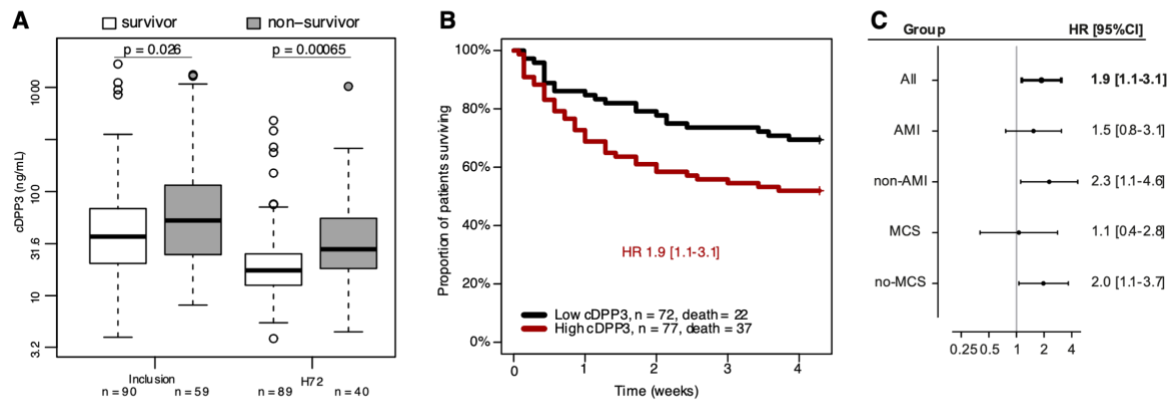 A
survivor
non-survivor
p = 0.026
p = 0.00065
cDPP3 (ng/mL)
1000
100
31.6
10
3.2
Inclusion
H72
n = 90
n = 59
n = 89
n = 40
B
Proportion of patients surviving
100%
80%
60%
40%
20%
0%
HR 1.9 [1.1-3.1]
Low cDPP3, n = 72, death = 22
High cDPP3, n = 77, death = 37
0
1
2
3
4
Time (weeks)
C
Group
HR [95%CI]
All
1.9 [1.1-3.1]
AMI
1.5 [0.8-3.1]
non-AMI
2.3 [1.1-4.6]
MCS
1.1 [0.4-2.8]
no-MCS
2.0 [1.1-3.7]
0.25
0.5
1
2
4